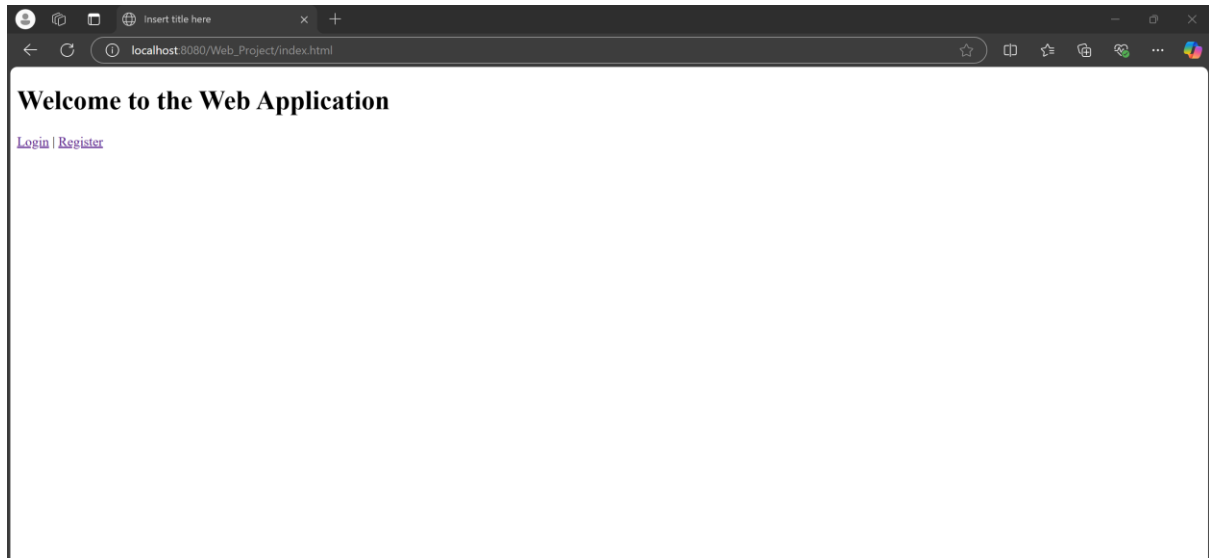 Insert title here
localhost:8080/Web_Project/index.html
Welcome to the Web Application
Login | Register